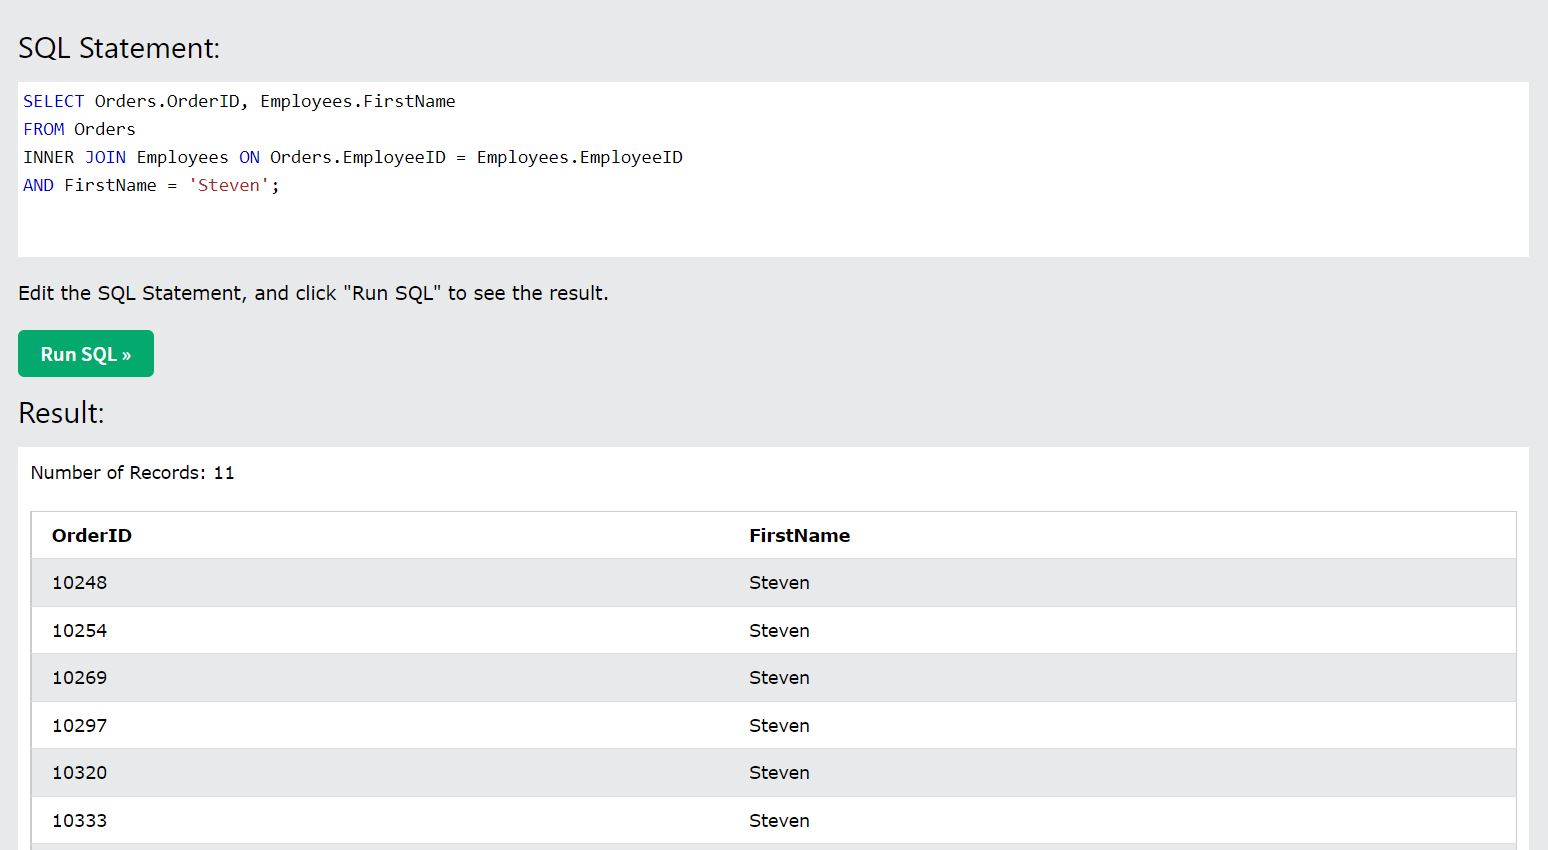 SQL Statement:
SELECT Orders.OrderID, Employees.FirstName
FROM Orders
INNER JOIN Employees ON Orders.EmployeeID = Employees.EmployeeID
AND FirstName = 'Steven';
Edit the SQL Statement, and click "Run SQL" to see the result.
Run SQL »
Result:
Number of Records: 11
OrderID FirstName
10248 Steven
10254 Steven
10269 Steven
10297 Steven
10320 Steven
10333 Steven